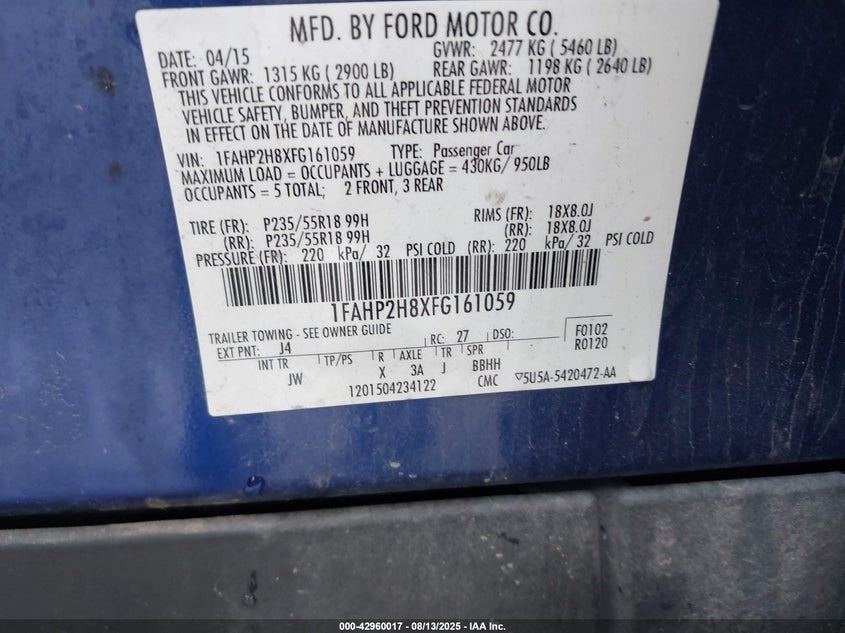 MFD. BY FORD MOTOR CO.
DATE: 04/15 GVWR: 2477 KG ( 5460 LB)
FRONT GAWR: 1315 KG ( 2900 LB) REAR GAWR: 1198 KG ( 2640 LB)
THIS VEHICLE CONFORMS TO ALL APPLICABLE FEDERAL MOTOR
VEHICLE SAFETY, BUMPER, AND THEFT PREVENTION STANDARDS
IN EFFECT ON THE DATE OF MANUFACTURE SHOWN ABOVE.
VIN: 1FAHP2H8XFG161059 TYPE: Passenger Car
MAXIMUM LOAD = OCCUPANTS + LUGGAGE = 430KG/ 950LB
OCCUPANTS = 5 TOTAL; 2 FRONT, 3 REAR
TIRE (FR): P235/55R18 99H RIMS (FR): 18X8.0J
(RR): P235/55R18 99H (RR): 18X8.0J
PRESSURE (FR): 220 kPa/ 32 PSI COLD (RR): 220 kPa/ 32 PSI COLD
1FAHP2H8XFG161059
TRAILER TOWING - SEE OWNER GUIDE
EXT PNT: J4 RC: 27 DSO: F0102
R0120
INT TR TP/PS R AXLE TR SPR
JW X 3A J BBHH
1201504234122 CMC ▽5U5A-5420472-AA
000-42960017 - 08/13/2025 - IAA Inc.